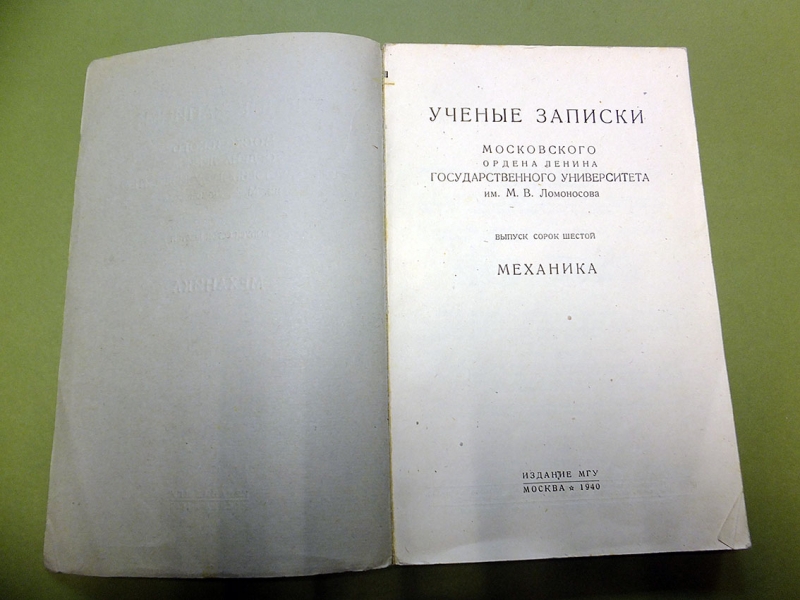 УЧЕНЫЕ ЗАПИСКИ
МОСКОВСКОГО
ОРДЕНА ЛЕНИНА
ГОСУДАРСТВЕННОГО УНИВЕРСИТЕТА
им. М. В. Ломоносова
ВЫПУСК СОРОК ШЕСТОЙ
МЕХАНИКА
ИЗДАНИЕ МГУ
МОСКВА ☆ 1940